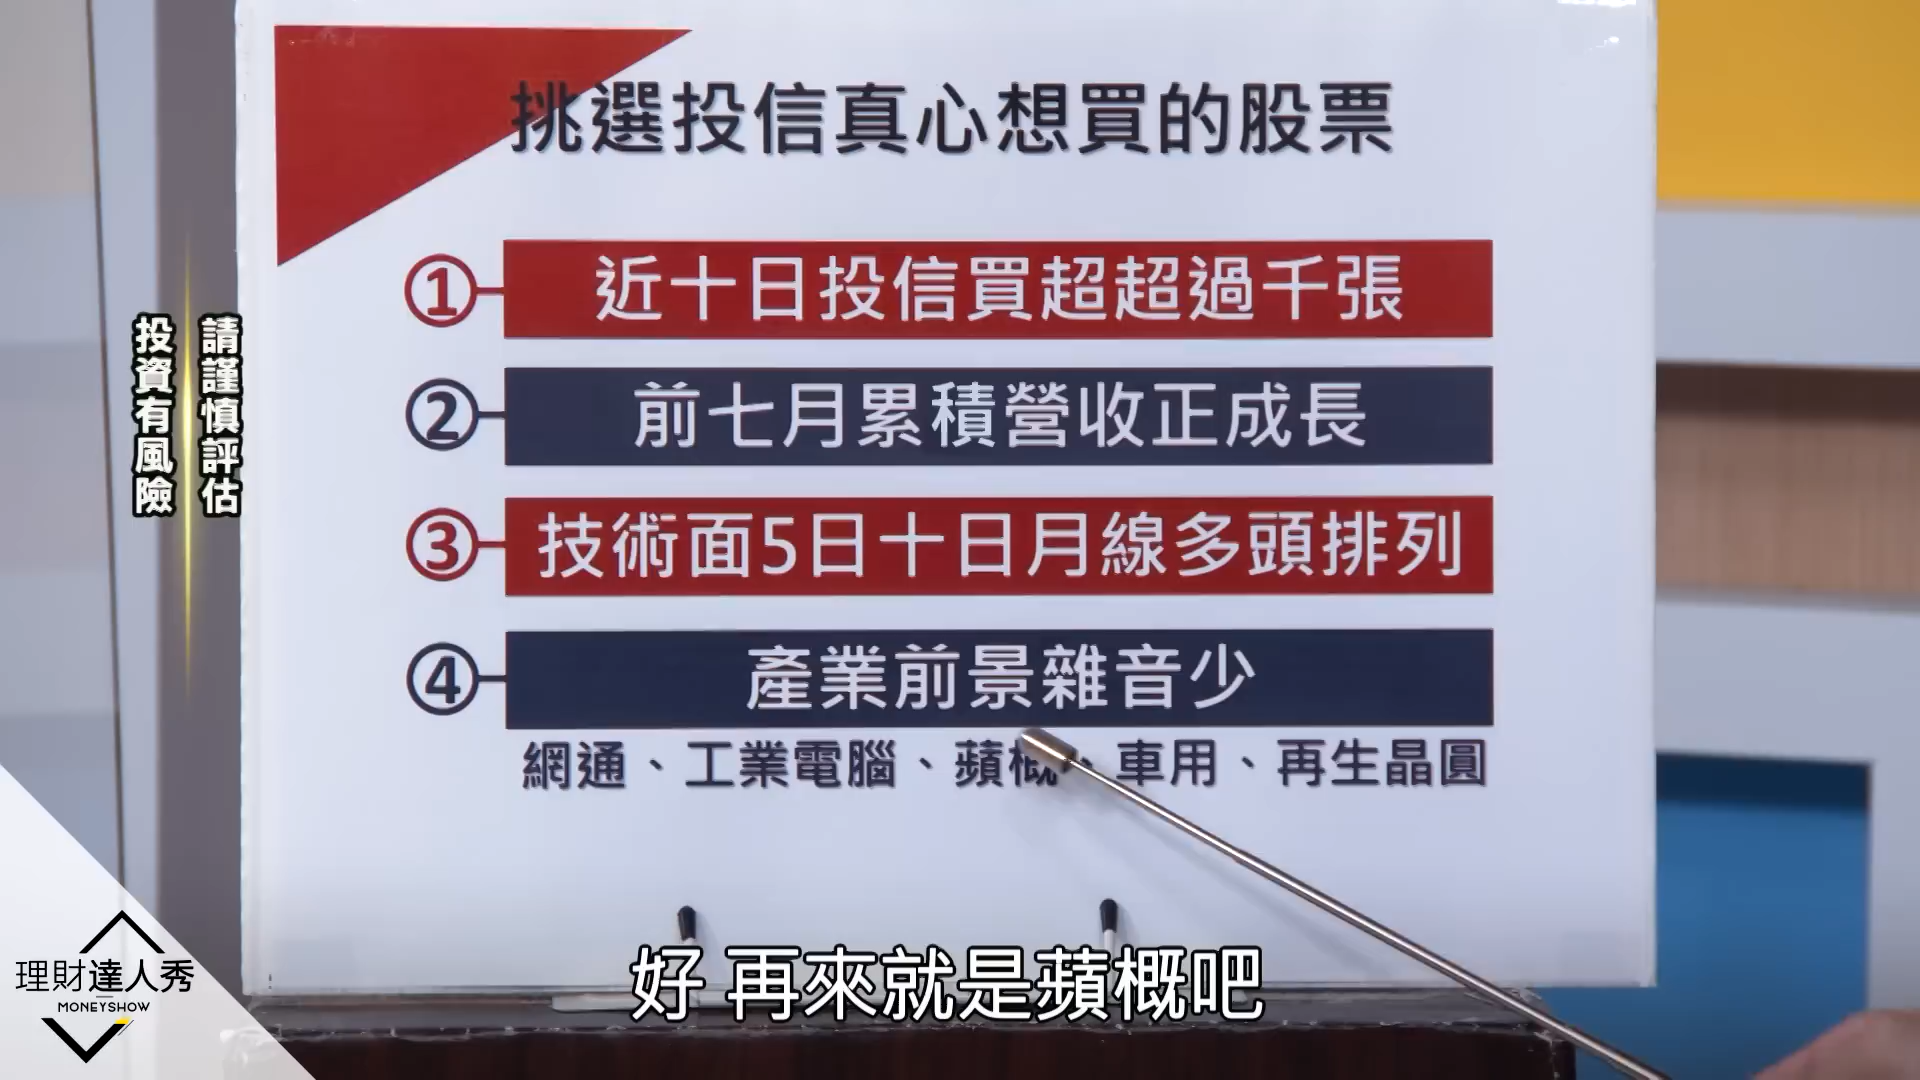 挑選投信真心想買的股票
① 近十日投信買超超過千張
② 前七月累積營收正成長
③ 技術面5日十日月線多頭排列
④ 產業前景雜音少
網通、工業電腦、蘋概、車用、再生晶圓
請謹慎評估
投資有風險
好 再來就是蘋概吧
理財達人秀
MONEYSHOW